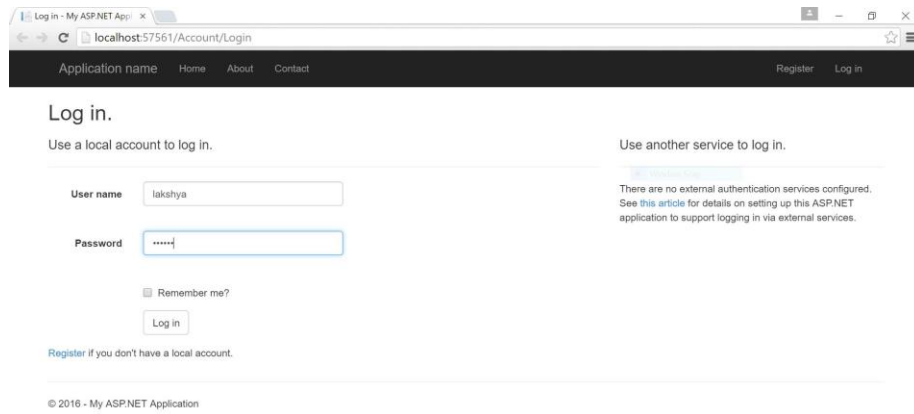 Log in - My ASP.NET Appl
localhost:57561/Account/Login
Application name Home About Contact Register Log in
Log in.
Use a local account to log in.
User name lakshya
Password ••••••
Remember me?
Log in
Register if you don't have a local account.
Use another service to log in.
There are no external authentication services configured.
See this article for details on setting up this ASP.NET
application to support logging in via external services.
© 2016 - My ASP.NET Application